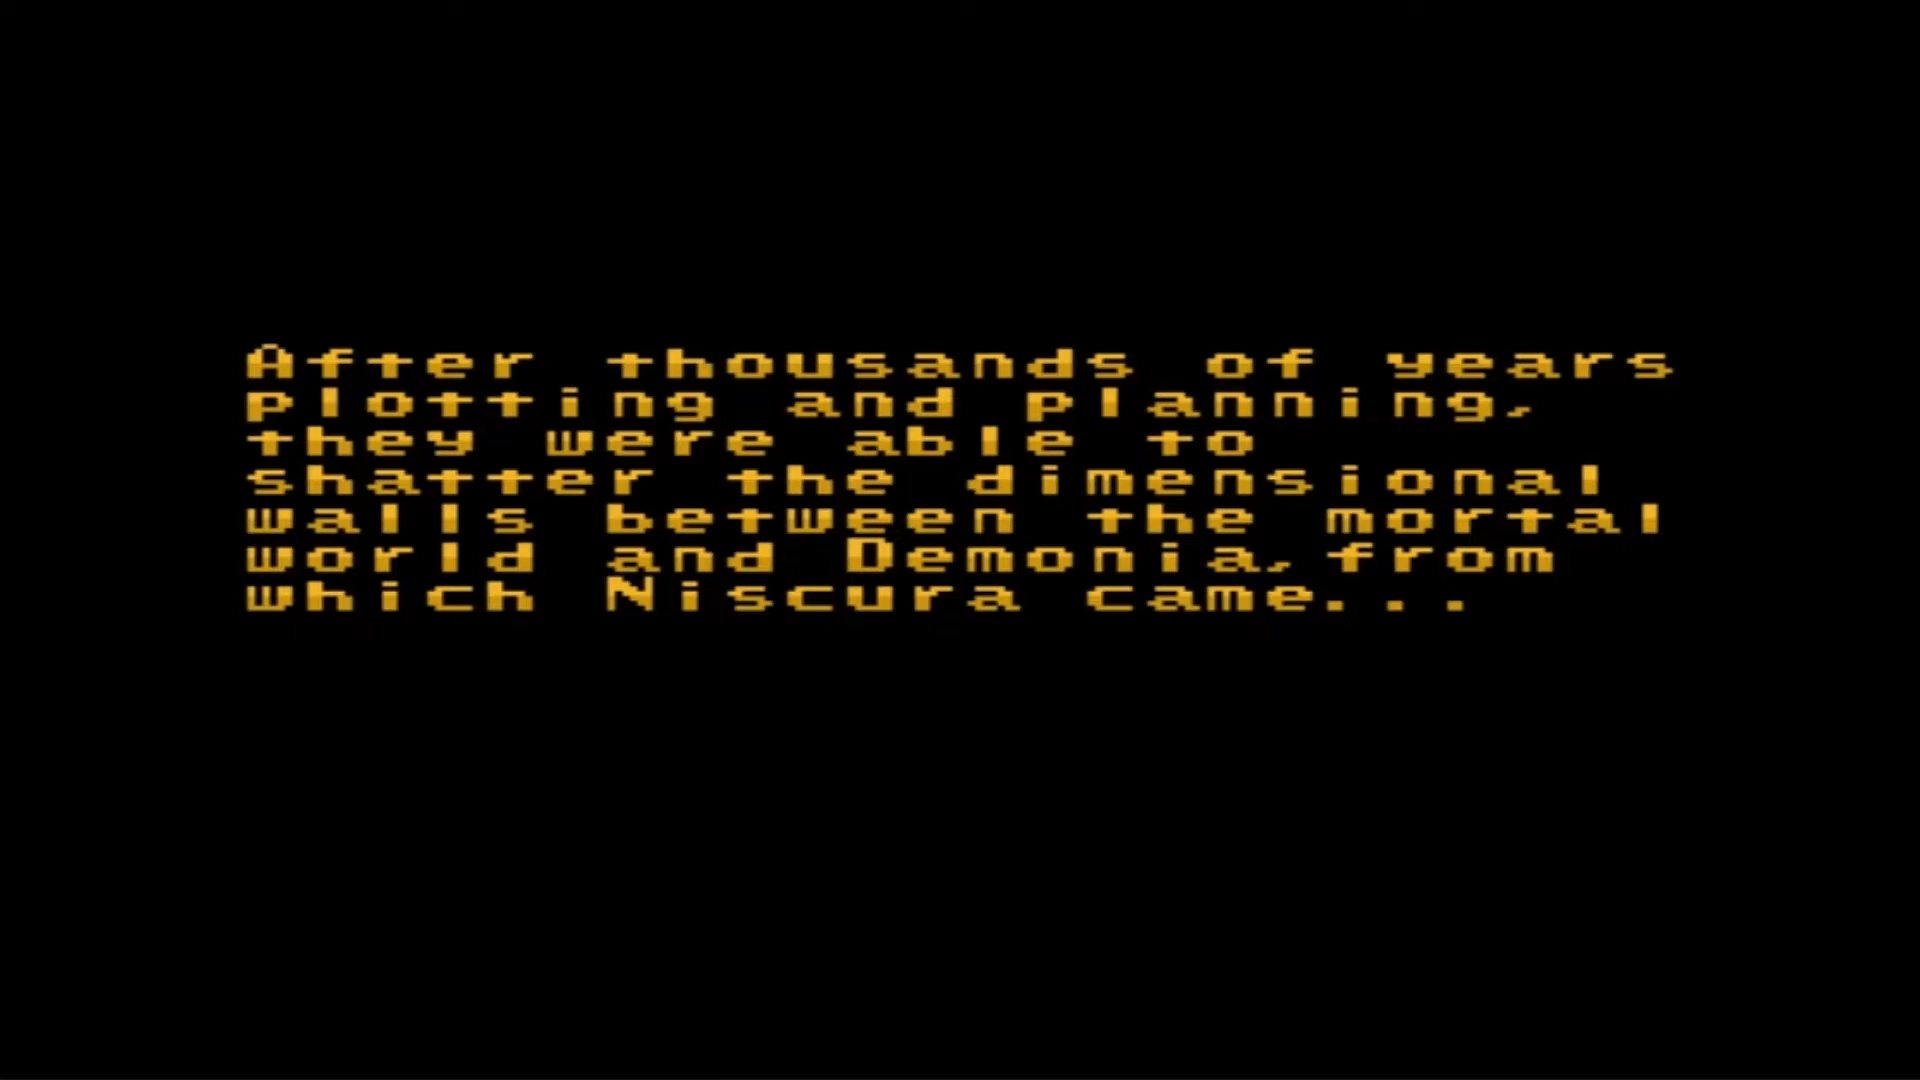 After thousands of years
plotting and planning,
they were able to
shatter the dimensional
walls between the mortal
world and Demonia,from
which Niscura came...